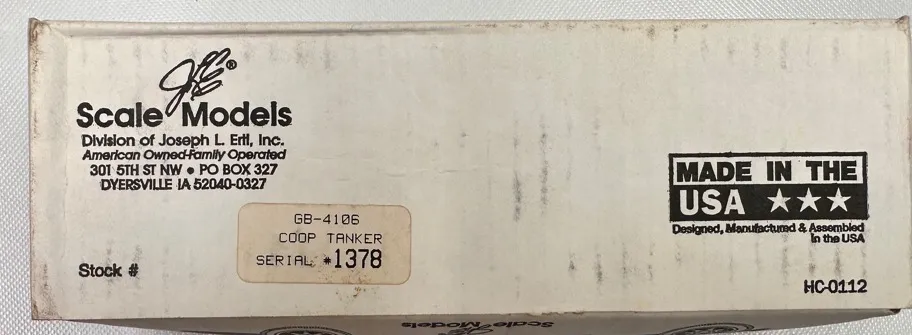 JLE®
Scale Models
Division of Joseph L. Ertl, Inc.
American Owned-Family Operated
301 5TH ST NW • PO BOX 327
DYERSVILLE IA 52040-0327
GB-4106
COOP TANKER
SERIAL #1378
Stock #
MADE IN THE
USA ★★★
Designed, Manufactured & Assembled
in the USA
HC-0112
Scale Models